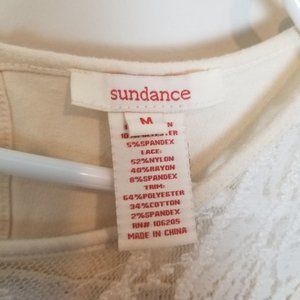 sundance
M
5%SPANDEX
LACE:
52%NYLON
40%RAYON
8%SPANDEX
TRIM:
64%POLYESTER
34%COTTON
2%SPANDEX
RN# 106205
MADE IN CHINA